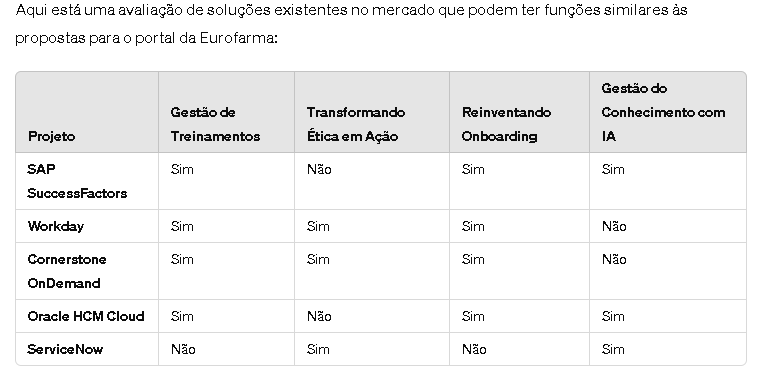 Aqui está uma avaliação de soluções existentes no mercado que podem ter funções similares às
propostas para o portal da Eurofarma:
Projeto
Gestão de
Treinamentos
Transformando
Ética em Ação
Reinventando
Onboarding
Gestão do
Conhecimento com
IA
SAP
SuccessFactors
Sim
Não
Sim
Sim
Workday
Sim
Sim
Sim
Não
Cornerstone
OnDemand
Sim
Sim
Sim
Não
Oracle HCM Cloud
Sim
Não
Sim
Sim
ServiceNow
Não
Sim
Não
Sim